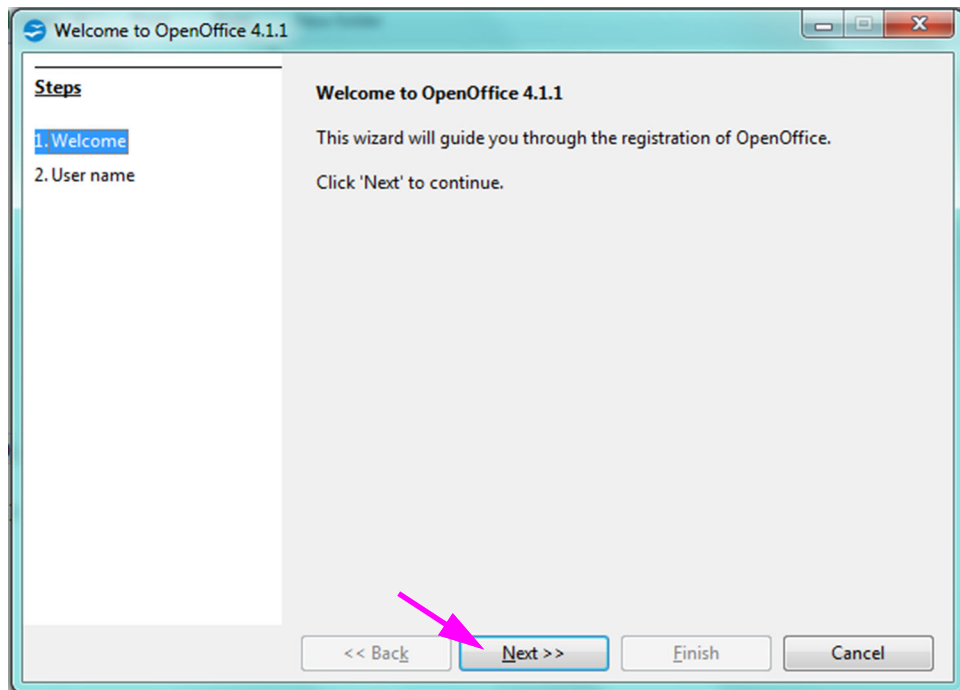 Welcome to OpenOffice 4.1.1
Steps
1. Welcome
2. User name
Welcome to OpenOffice 4.1.1
This wizard will guide you through the registration of OpenOffice.
Click 'Next' to continue.
<< Back Next >> Finish Cancel